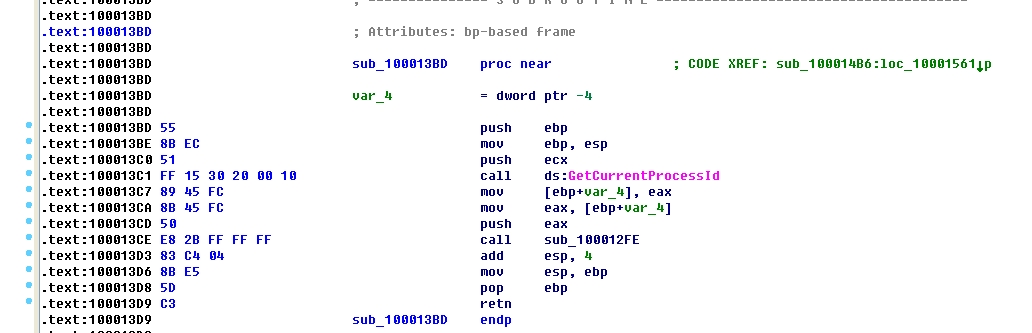 .text:100013BD ; --------------- S U B R O U T I N E ---------------------------------------
.text:100013BD
.text:100013BD ; Attributes: bp-based frame
.text:100013BD
.text:100013BD sub_100013BD proc near ; CODE XREF: sub_100014B6:loc_10001561↓p
.text:100013BD
.text:100013BD var_4 = dword ptr -4
.text:100013BD
.text:100013BD 55 push ebp
.text:100013BE 8B EC mov ebp, esp
.text:100013C0 51 push ecx
.text:100013C1 FF 15 30 20 00 10 call ds:GetCurrentProcessId
.text:100013C7 89 45 FC mov [ebp+var_4], eax
.text:100013CA 8B 45 FC mov eax, [ebp+var_4]
.text:100013CD 50 push eax
.text:100013CE E8 2B FF FF FF call sub_100012FE
.text:100013D3 83 C4 04 add esp, 4
.text:100013D6 8B E5 mov esp, ebp
.text:100013D8 5D pop ebp
.text:100013D9 C3 retn
.text:100013D9 sub_100013BD endp